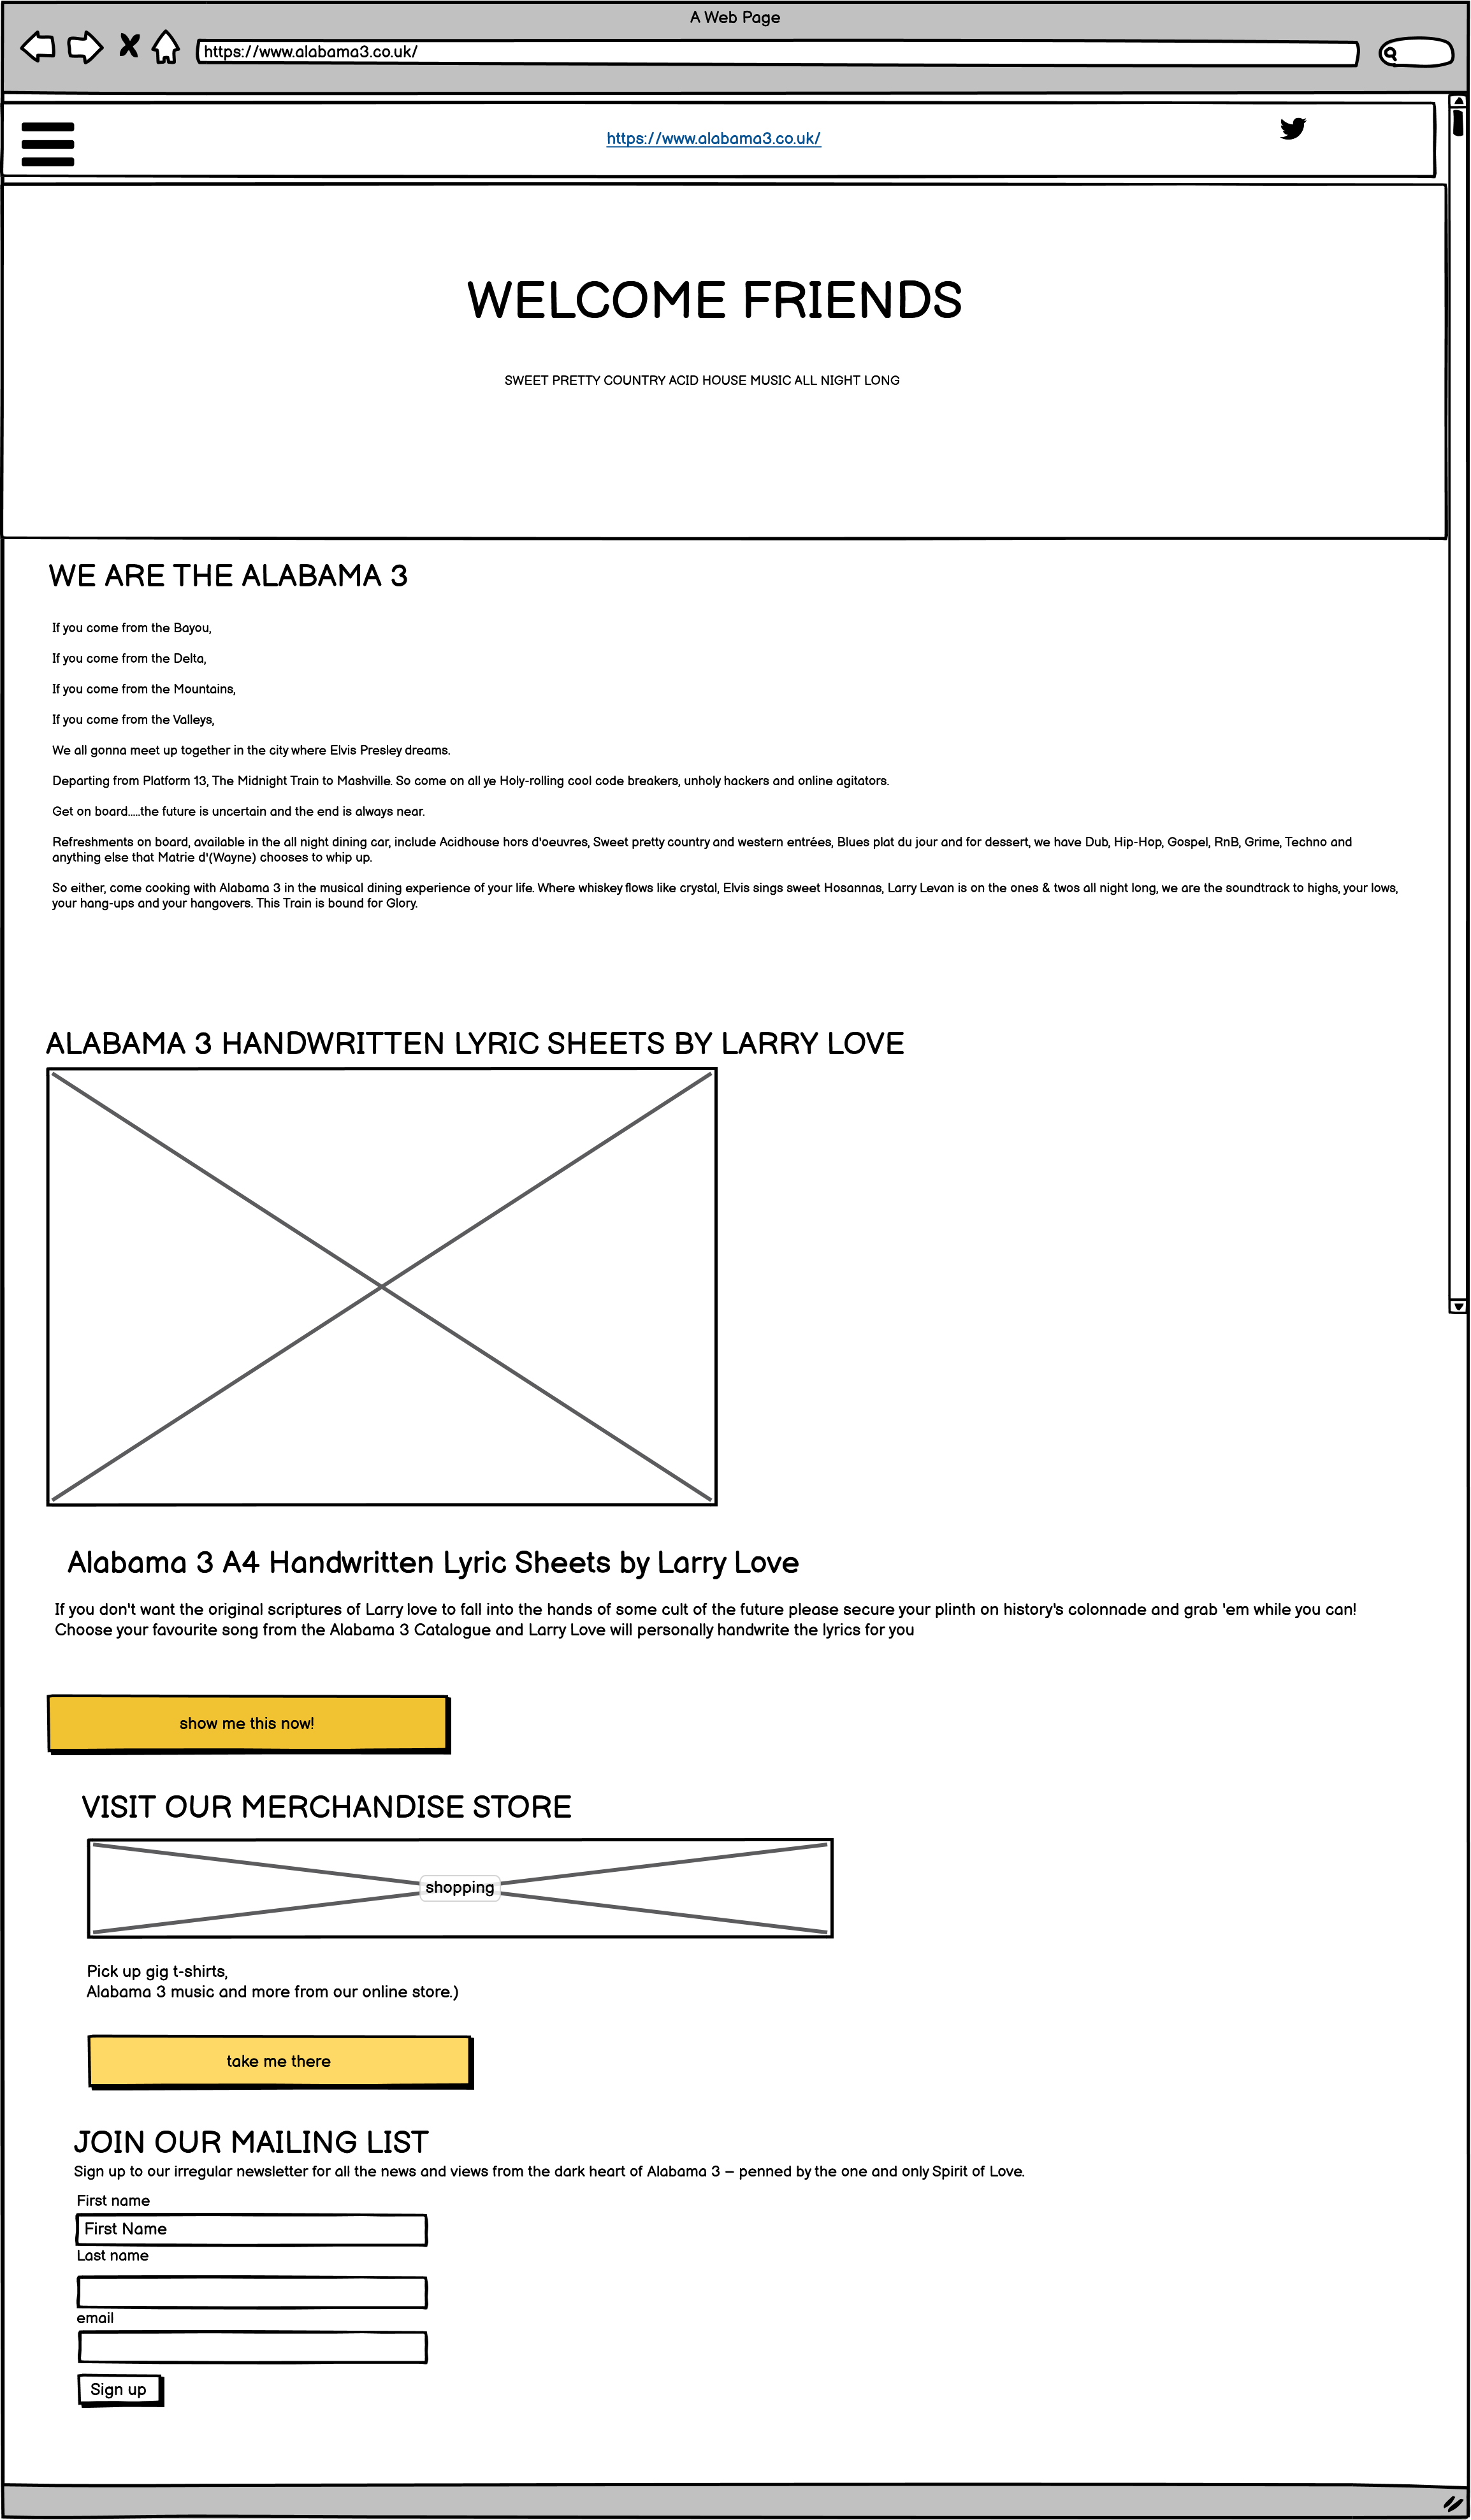 A Web Page
https://www.alabama3.co.uk/
https://www.alabama3.co.uk/
WELCOME FRIENDS
SWEET PRETTY COUNTRY ACID HOUSE MUSIC ALL NIGHT LONG
WE ARE THE ALABAMA 3
If you come from the Bayou,
If you come from the Delta,
If you come from the Mountains,
If you come from the Valleys,
We all gonna meet up together in the city where Elvis Presley dreams.
Departing from Platform 13, The Midnight Train to Mashville. So come on all ye Holy-rolling cool code breakers, unholy hackers and online agitators.
Get on board.....the future is uncertain and the end is always near.
Refreshments on board, available in the all night dining car, include Acidhouse hors d'oeuvres, Sweet pretty country and western entrées, Blues plat du jour and for dessert, we have Dub, Hip-Hop, Gospel, RnB, Grime, Techno and
anything else that Matrie d'(Wayne) chooses to whip up.
So either, come cooking with Alabama 3 in the musical dining experience of your life. Where whiskey flows like crystal, Elvis sings sweet Hosannas, Larry Levan is on the ones & twos all night long, we are the soundtrack to highs, your lows,
your hang-ups and your hangovers. This Train is bound for Glory.
ALABAMA 3 HANDWRITTEN LYRIC SHEETS BY LARRY LOVE
Alabama 3 A4 Handwritten Lyric Sheets by Larry Love
If you don't want the original scriptures of Larry love to fall into the hands of some cult of the future please secure your plinth on history's colonnade and grab 'em while you can!
Choose your favourite song from the Alabama 3 Catalogue and Larry Love will personally handwrite the lyrics for you
show me this now!
VISIT OUR MERCHANDISE STORE
shopping
Pick up gig t-shirts,
Alabama 3 music and more from our online store.)
take me there
JOIN OUR MAILING LIST
Sign up to our irregular newsletter for all the news and views from the dark heart of Alabama 3 – penned by the one and only Spirit of Love.
First name
First Name
Last name
email
Sign up